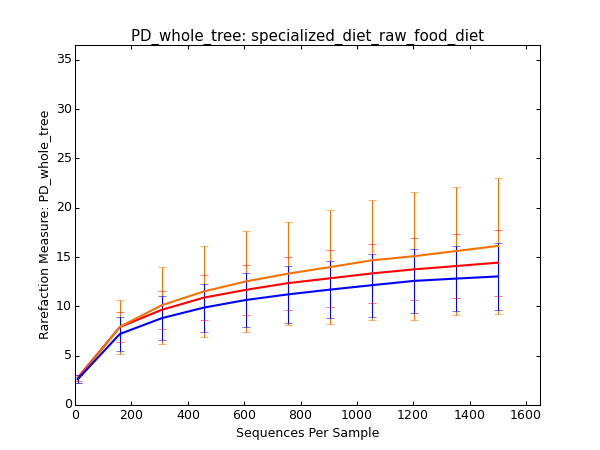 PD_whole_tree: specialized_diet_raw_food_diet
35
30
25
20
15
10
5
0
Rarefaction Measure: PD_whole_tree
0 200 400 600 800 1000 1200 1400 1600
Sequences Per Sample